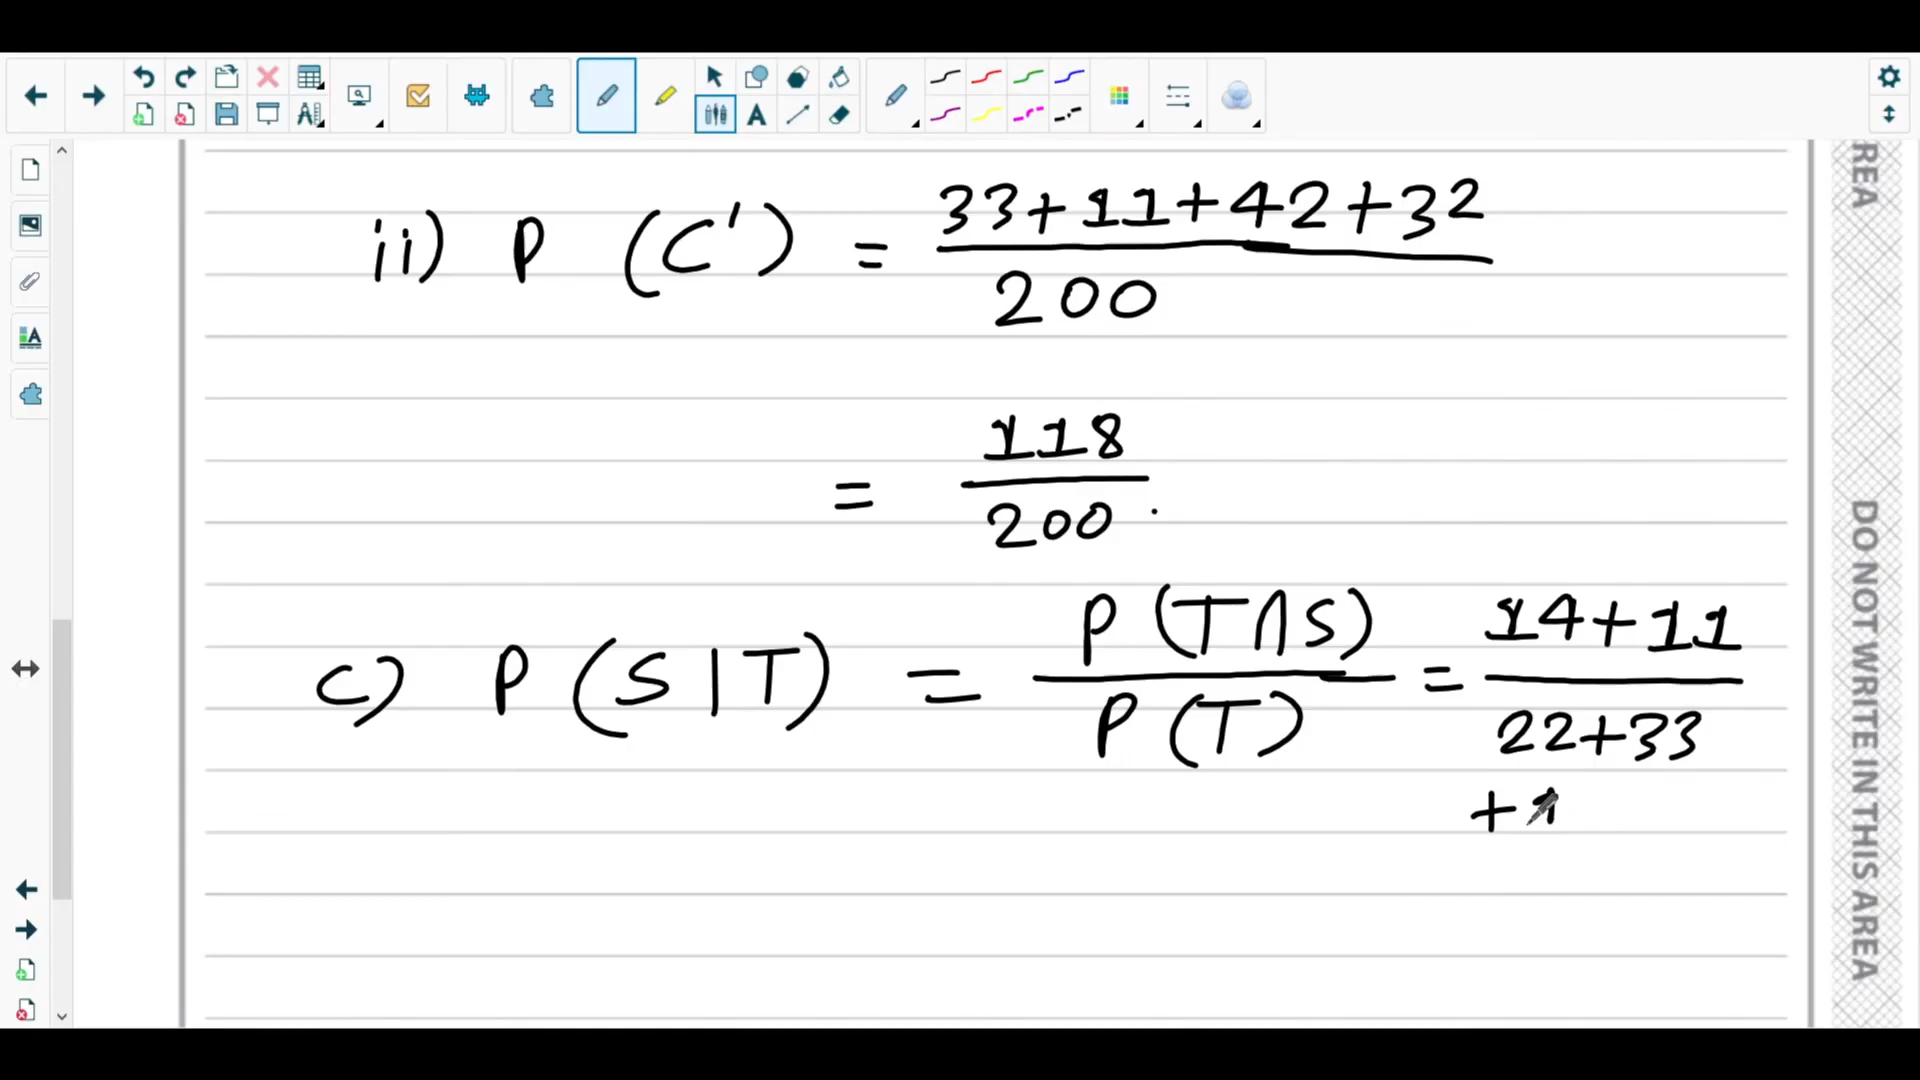 ii) P (C') = 33+11+42+32 / 200
= 118 / 200 .
c) P (S | T) = P (T∩S) / P (T) = 14+11 / 22+33
+ 1
REA
DO NOT WRITE IN THIS AREA